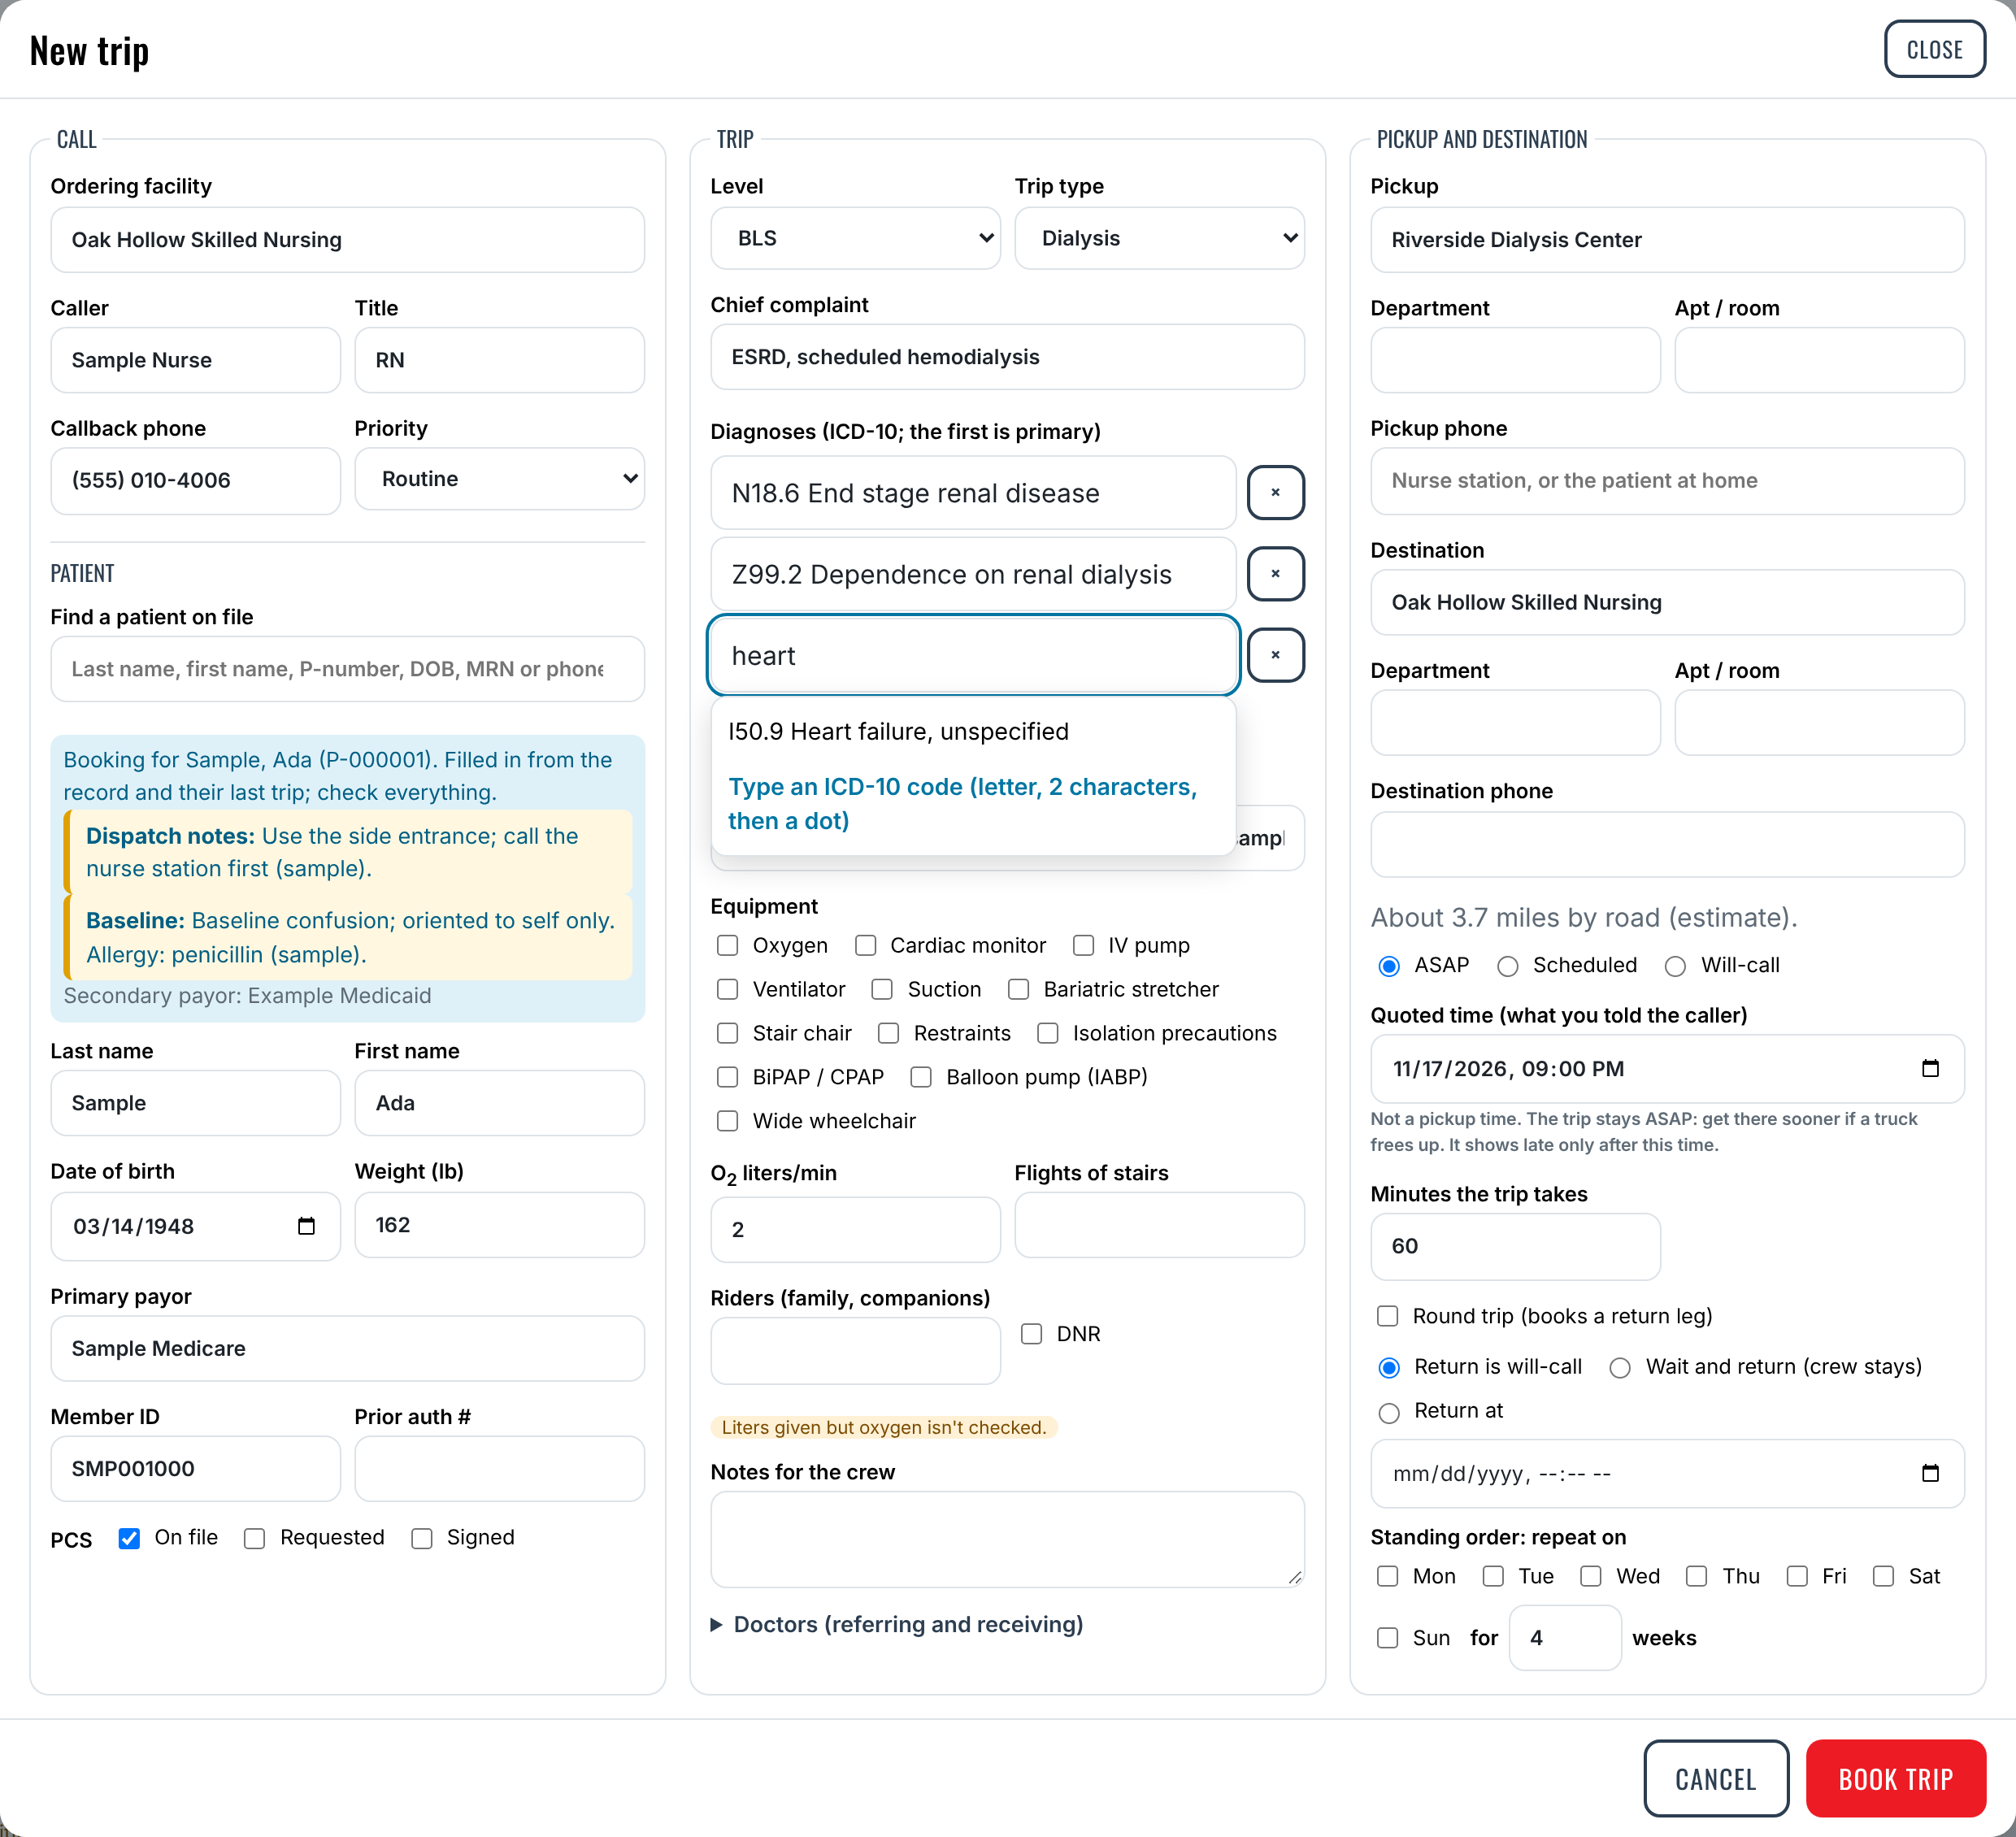 New trip
CLOSE
CALL
Ordering facility
Oak Hollow Skilled Nursing
Caller
Title
Sample Nurse
RN
Callback phone
Priority
(555) 010-4006
Routine
PATIENT
Find a patient on file
Last name, first name, P-number, DOB, MRN or phone
Booking for Sample, Ada (P-000001). Filled in from the
record and their last trip; check everything.
Dispatch notes: Use the side entrance; call the
nurse station first (sample).
Baseline: Baseline confusion; oriented to self only.
Allergy: penicillin (sample).
Secondary payor: Example Medicaid
Last name
First name
Sample
Ada
Date of birth
Weight (lb)
03/14/1948
162
Primary payor
Sample Medicare
Member ID
Prior auth #
SMP001000
PCS
On file
Requested
Signed
TRIP
Level
Trip type
BLS
Dialysis
Chief complaint
ESRD, scheduled hemodialysis
Diagnoses (ICD-10; the first is primary)
N18.6 End stage renal disease
×
Z99.2 Dependence on renal dialysis
×
heart
×
I50.9 Heart failure, unspecified
Type an ICD-10 code (letter, 2 characters,
then a dot)
Equipment
Oxygen
Cardiac monitor
IV pump
Ventilator
Suction
Bariatric stretcher
Stair chair
Restraints
Isolation precautions
BiPAP / CPAP
Balloon pump (IABP)
Wide wheelchair
O2 liters/min
Flights of stairs
2
Riders (family, companions)
DNR
Liters given but oxygen isn't checked.
Notes for the crew
Doctors (referring and receiving)
PICKUP AND DESTINATION
Pickup
Riverside Dialysis Center
Department
Apt / room
Pickup phone
Nurse station, or the patient at home
Destination
Oak Hollow Skilled Nursing
Department
Apt / room
Destination phone
About 3.7 miles by road (estimate).
ASAP
Scheduled
Will-call
Quoted time (what you told the caller)
11/17/2026, 09:00 PM
Not a pickup time. The trip stays ASAP: get there sooner if a truck
frees up. It shows late only after this time.
Minutes the trip takes
60
Round trip (books a return leg)
Return is will-call
Wait and return (crew stays)
Return at
mm/dd/yyyy, --:-- --
Standing order: repeat on
Mon
Tue
Wed
Thu
Fri
Sat
Sun
for
4
weeks
CANCEL
BOOK TRIP